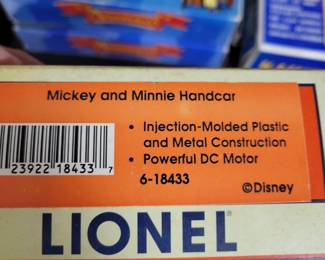 Mickey and Minnie Handcar
• Injection-Molded Plastic
and Metal Construction
• Powerful DC Motor
6-18433
23922 18433 7
©Disney
LIONEL